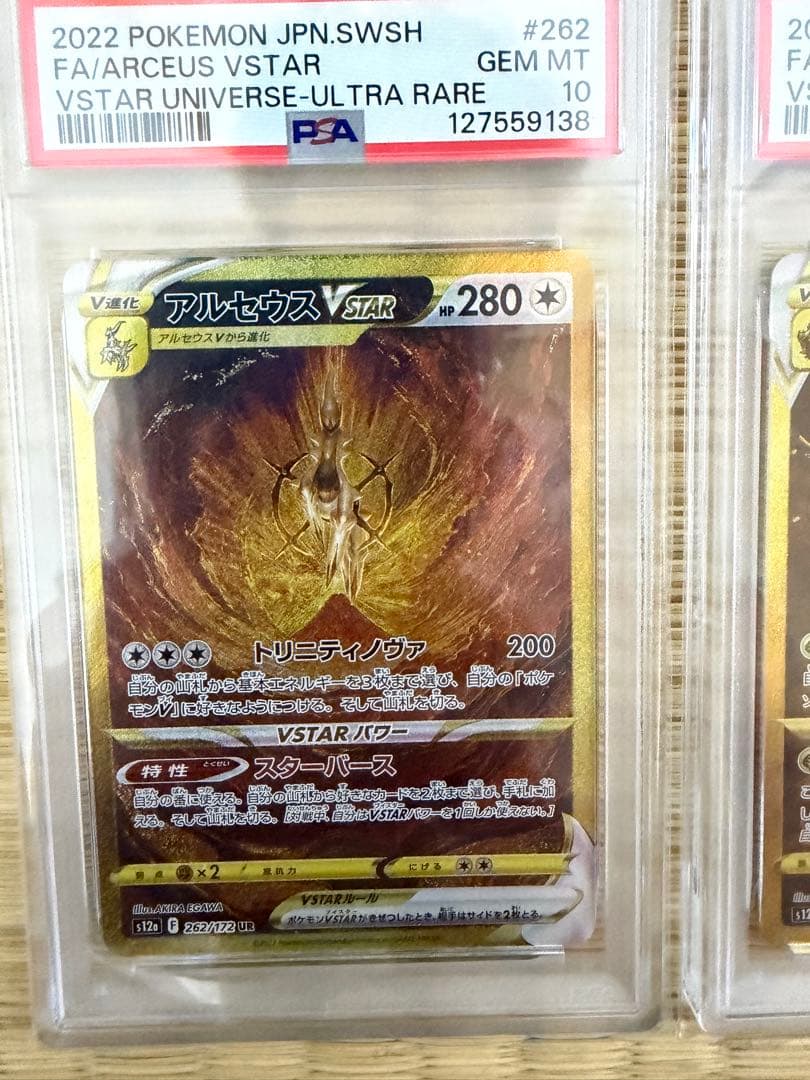 2022 POKEMON JPN.SWSH #262
FA/ARCEUS VSTAR GEM MT
VSTAR UNIVERSE-ULTRA RARE 10
PSA 127559138
V進化 アルセウス VSTAR HP 280
アルセウスVから進化
トリニティノヴァ 200
自分の山札から基本エネルギーを3枚まで選び、自分の「ポケ
モンV」に好きなようにつける。そして山札を切る。
VSTARパワー
特性 スターバース
自分の番に使える。自分の山札から好きなカードを2枚まで選び、手札に加
える。そして山札を切る。[対戦中、自分はVSTARパワーを1回しか使えない。]
弱点 ×2 抵抗力 にげる
Illus. AKIRA EGAWA
VSTARルール
ポケモンVSTARがきぜつしたとき、相手はサイドを2枚とる。
s12a F 262/172 UR
20
FA
VS